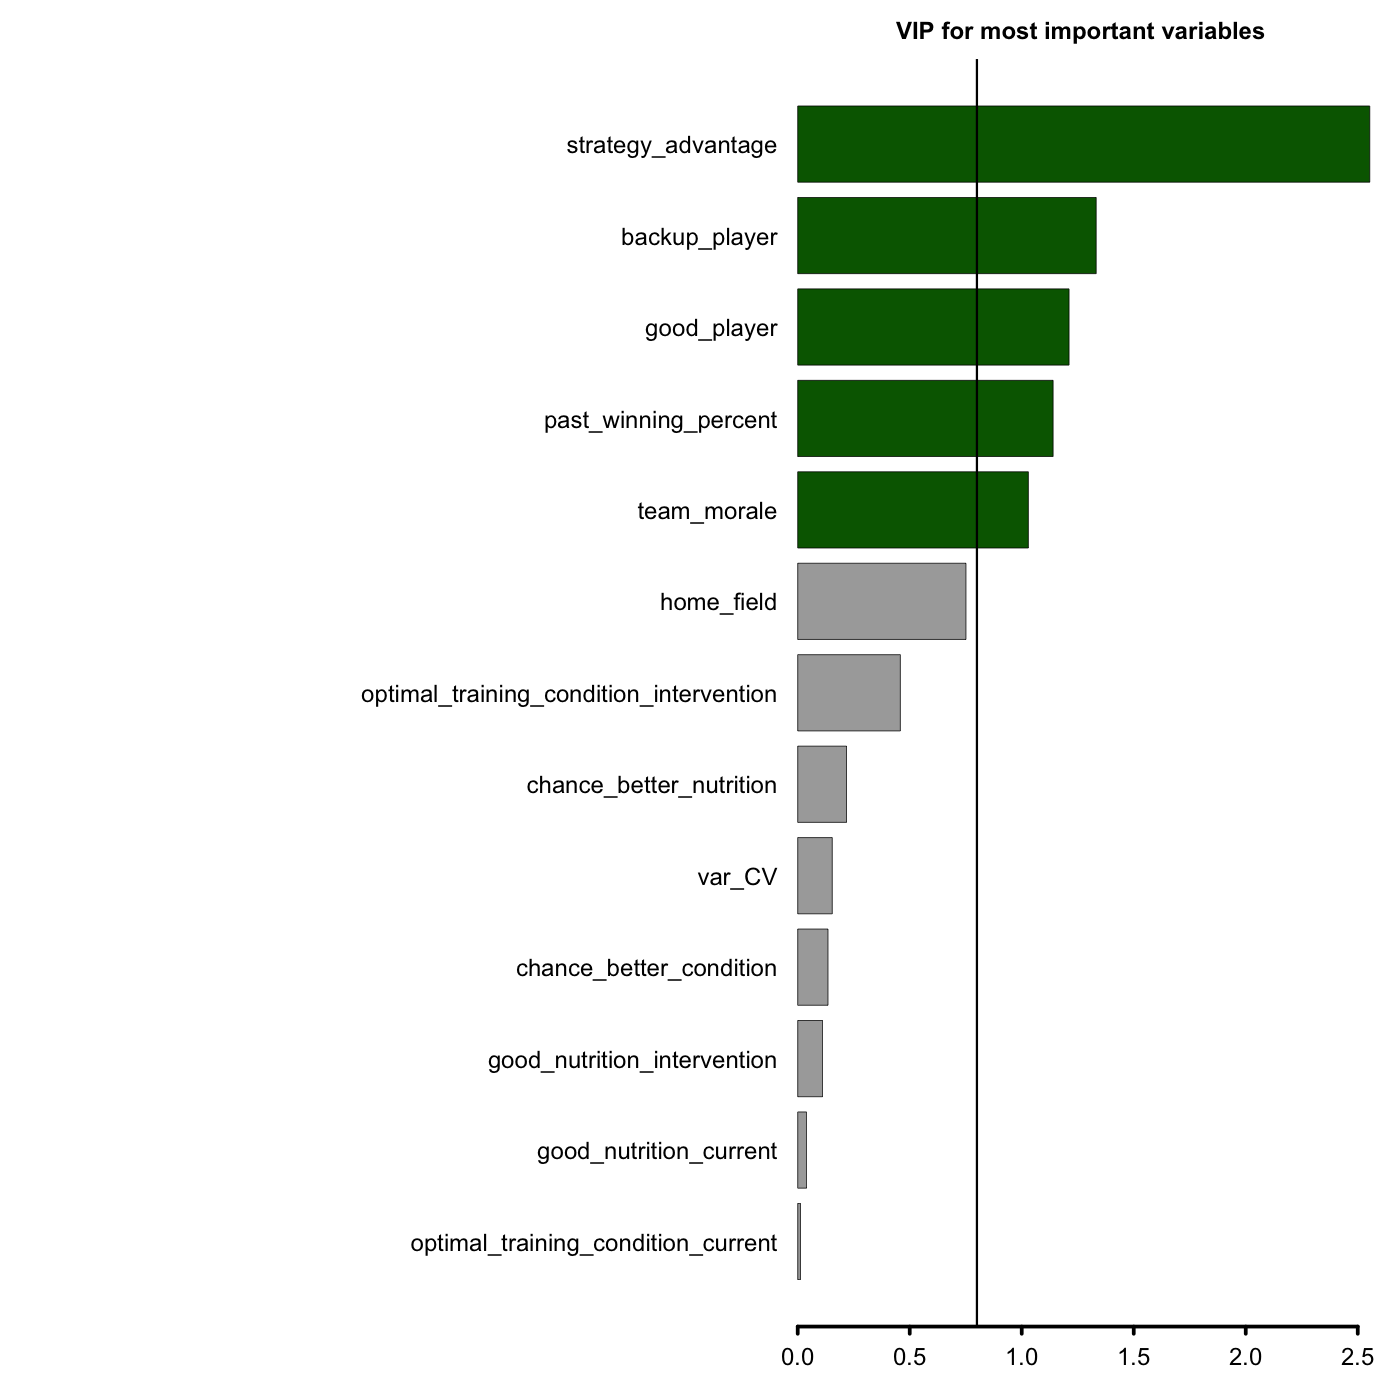 VIP for most important variables
strategy_advantage
backup_player
good_player
past_winning_percent
team_morale
home_field
optimal_training_condition_intervention
chance_better_nutrition
var_CV
chance_better_condition
good_nutrition_intervention
good_nutrition_current
optimal_training_condition_current
0.0 0.5 1.0 1.5 2.0 2.5